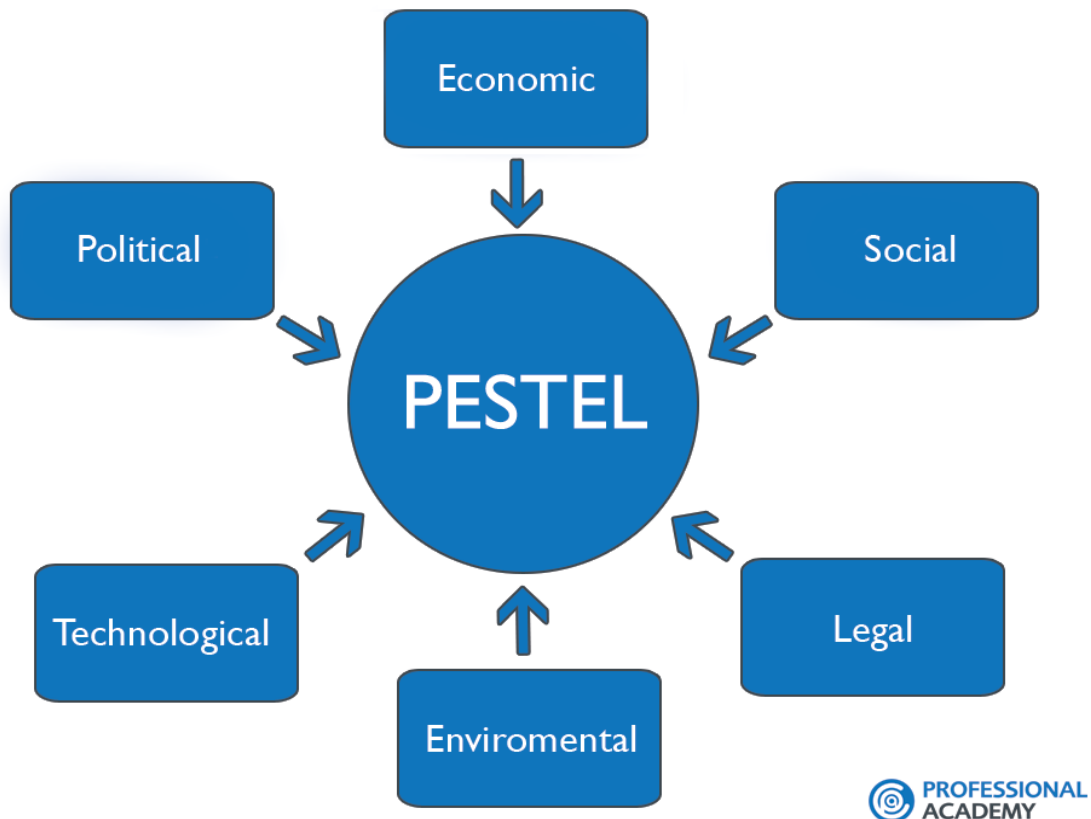 Economic
Political
Social
PESTEL
Technological
Legal
Enviromental
PROFESSIONAL
ACADEMY